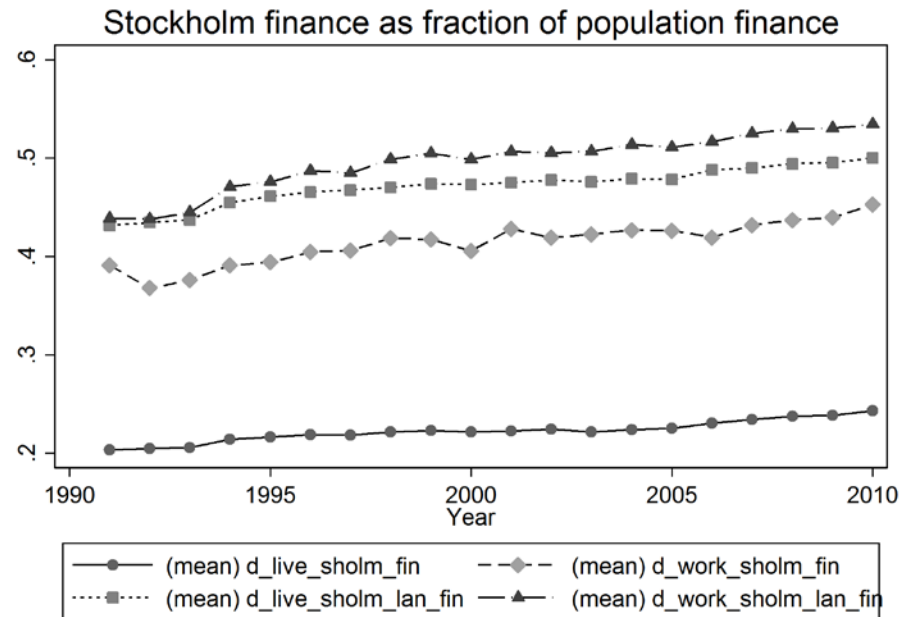 Stockholm finance as fraction of population finance
.6
.5
.4
.3
.2
1990 1995 2000 2005 2010
Year
(mean) d_live_sholm_fin (mean) d_work_sholm_fin
(mean) d_live_sholm_lan_fin (mean) d_work_sholm_lan_fin